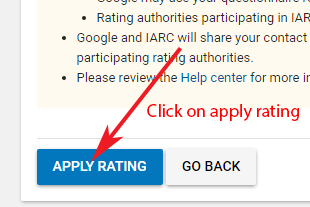 Google may use your questionnaire r
Rating authorities participating in IAR
Google and IARC will share your contact
participating rating authorities.
Please review the Help center for more in
Click on apply rating
APPLY RATING
GO BACK